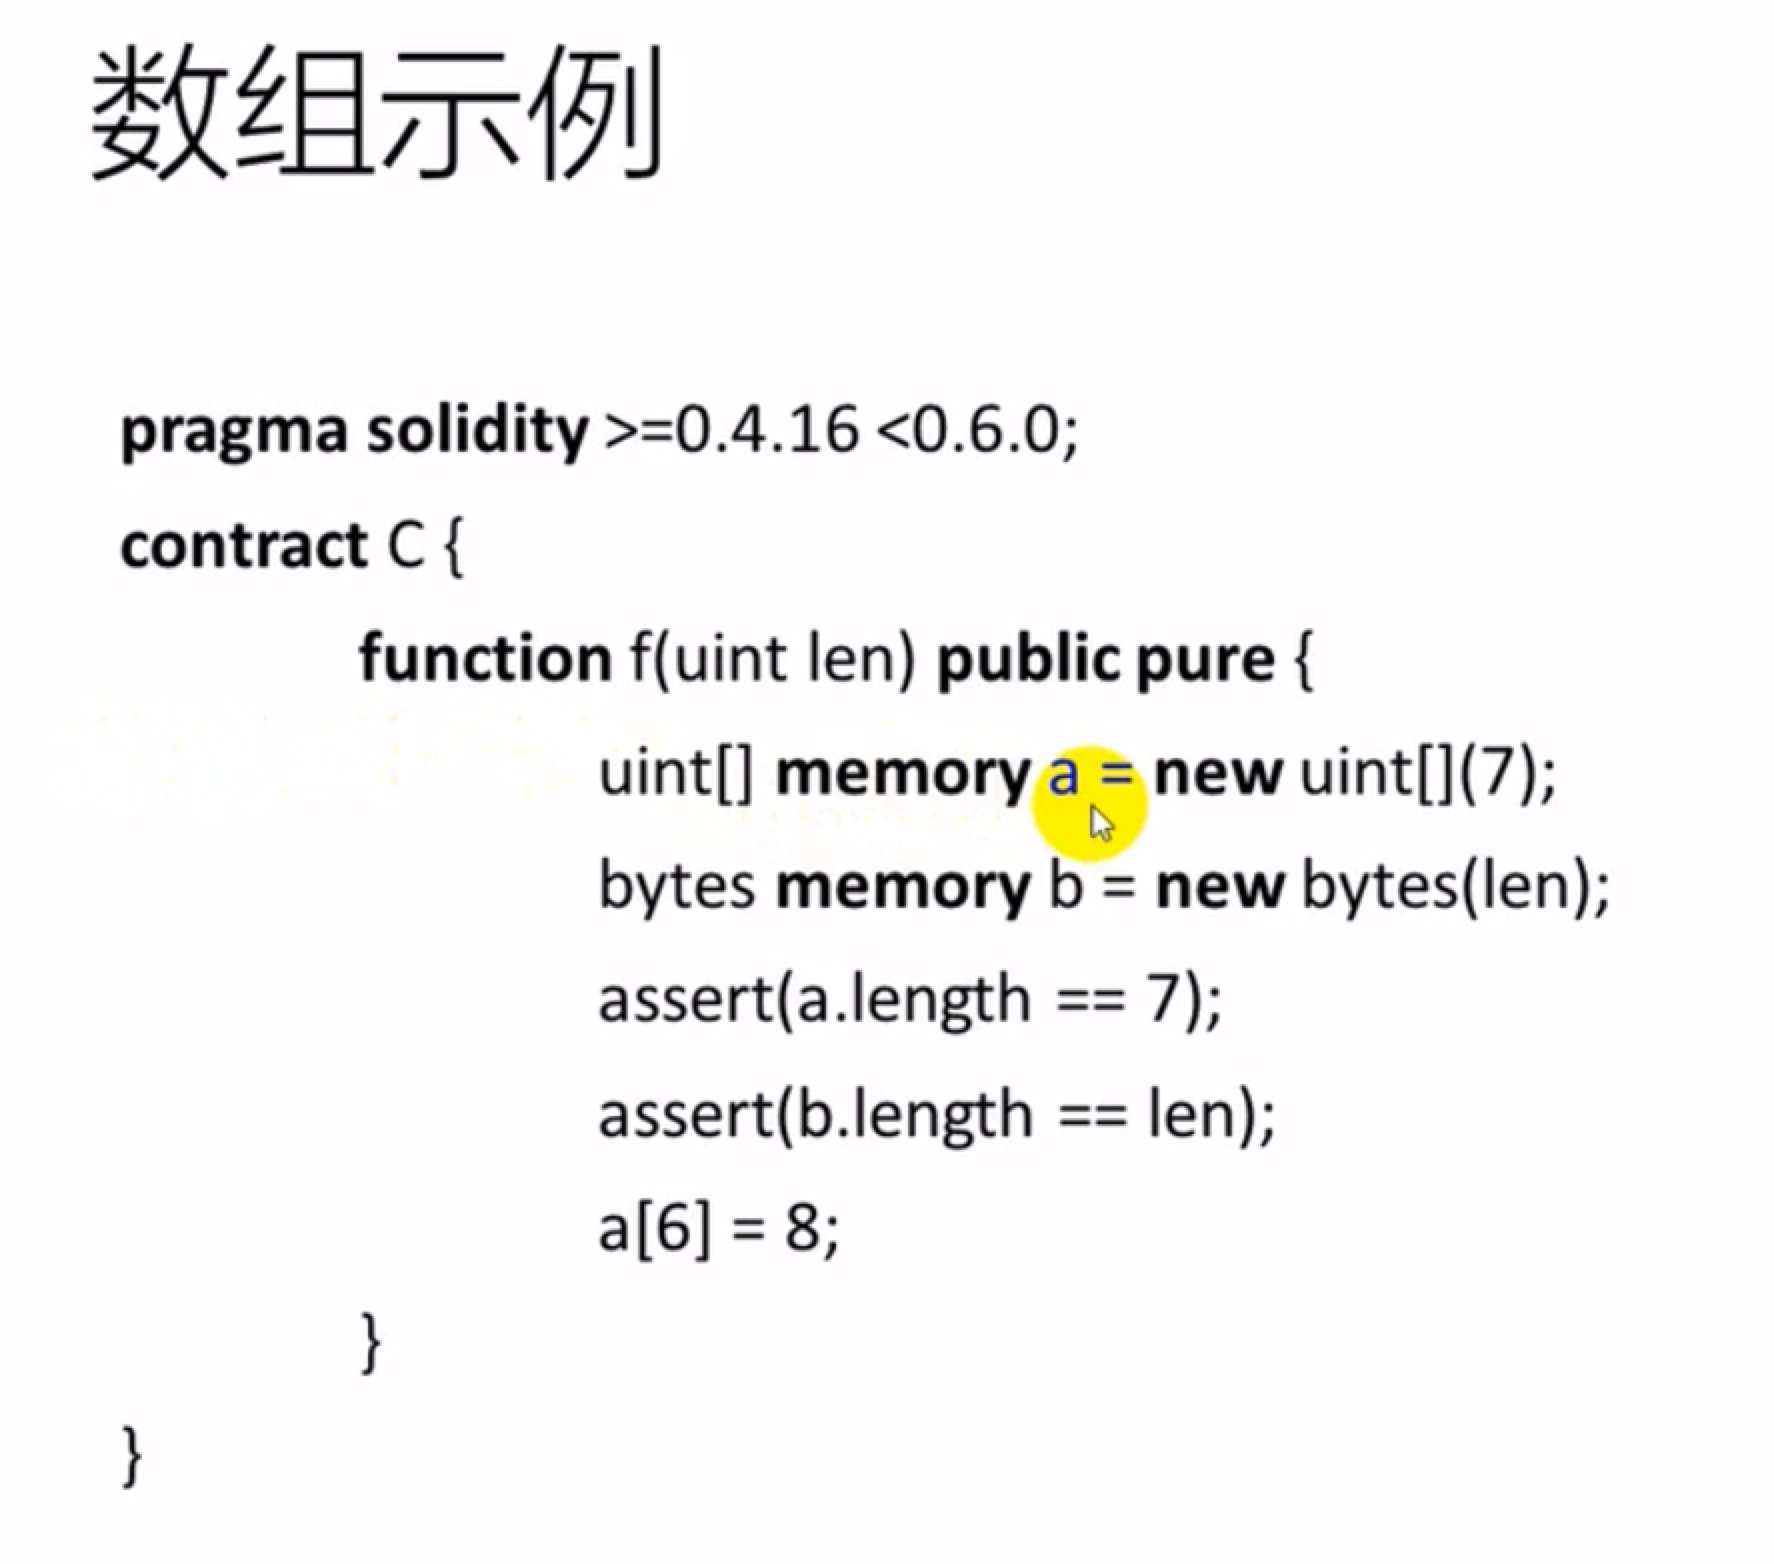 数组示例
pragma solidity >=0.4.16 <0.6.0;
contract C {
function f(uint len) public pure {
uint[] memory a = new uint[](7);
bytes memory b = new bytes(len);
assert(a.length == 7);
assert(b.length == len);
a[6] = 8;
}
}